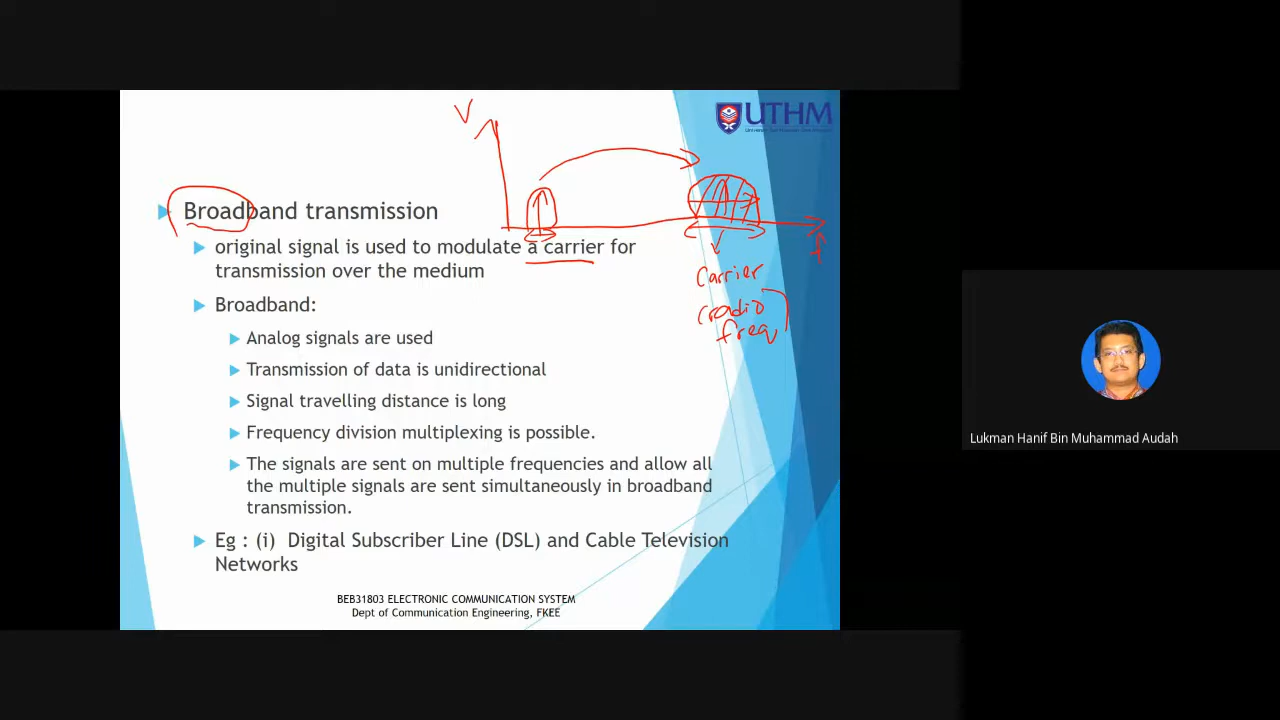 V
UTHM
Broadband transmission
original signal is used to modulate a carrier for
transmission over the medium
Carrier
(radio
freq)
f
Broadband:
Analog signals are used
Transmission of data is unidirectional
Signal travelling distance is long
Frequency division multiplexing is possible.
The signals are sent on multiple frequencies and allow all
the multiple signals are sent simultaneously in broadband
transmission.
Eg : (i) Digital Subscriber Line (DSL) and Cable Television
Networks
BEB31803 ELECTRONIC COMMUNICATION SYSTEM
Dept of Communication Engineering, FKEE
Lukman Hanif Bin Muhammad Audah